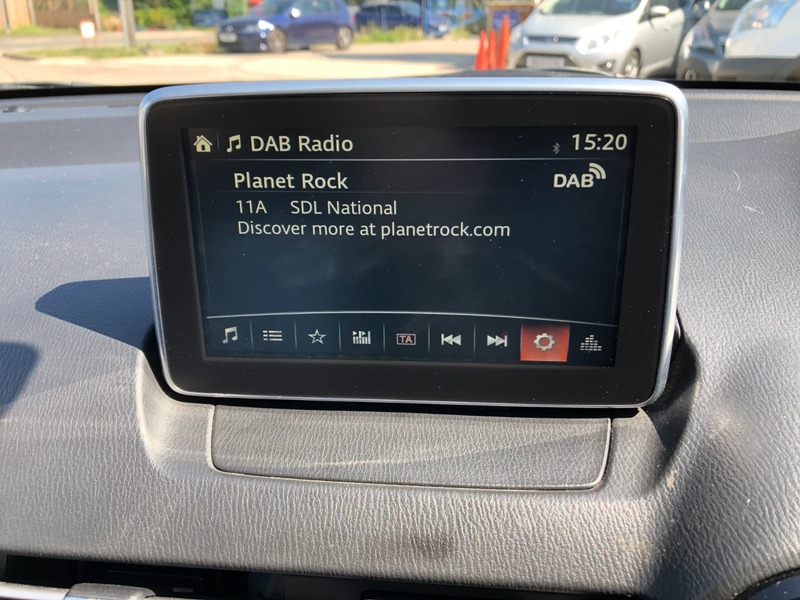 DAB Radio 15:20
Planet Rock DAB
11A SDL National
Discover more at planetrock.com
TA